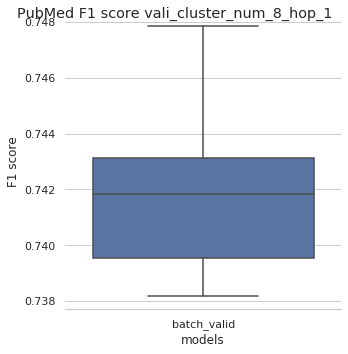 PubMed F1 score vali_cluster_num_8_hop_1
0.748
0.746
0.744
0.742
0.740
0.738
F1 score
batch_valid
models